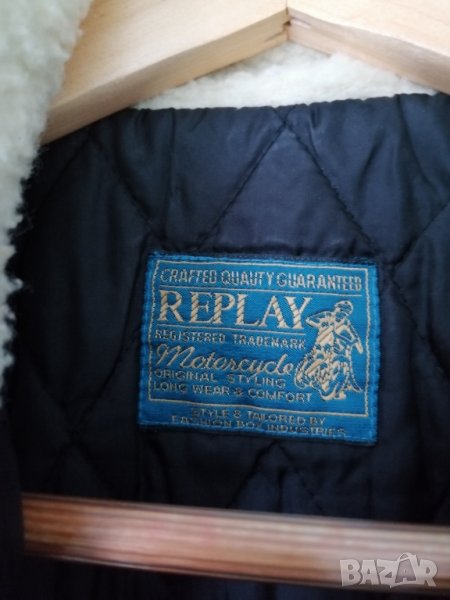 CRAFTED QUALITY GUARANTEED
REPLAY
REGISTERED TRADEMARK
Motorcycle
ORIGINAL STYLING
LONG WEAR & COMFORT
STYLE & TAILORED BY
FASHION BOX INDUSTRIES
BAZAR